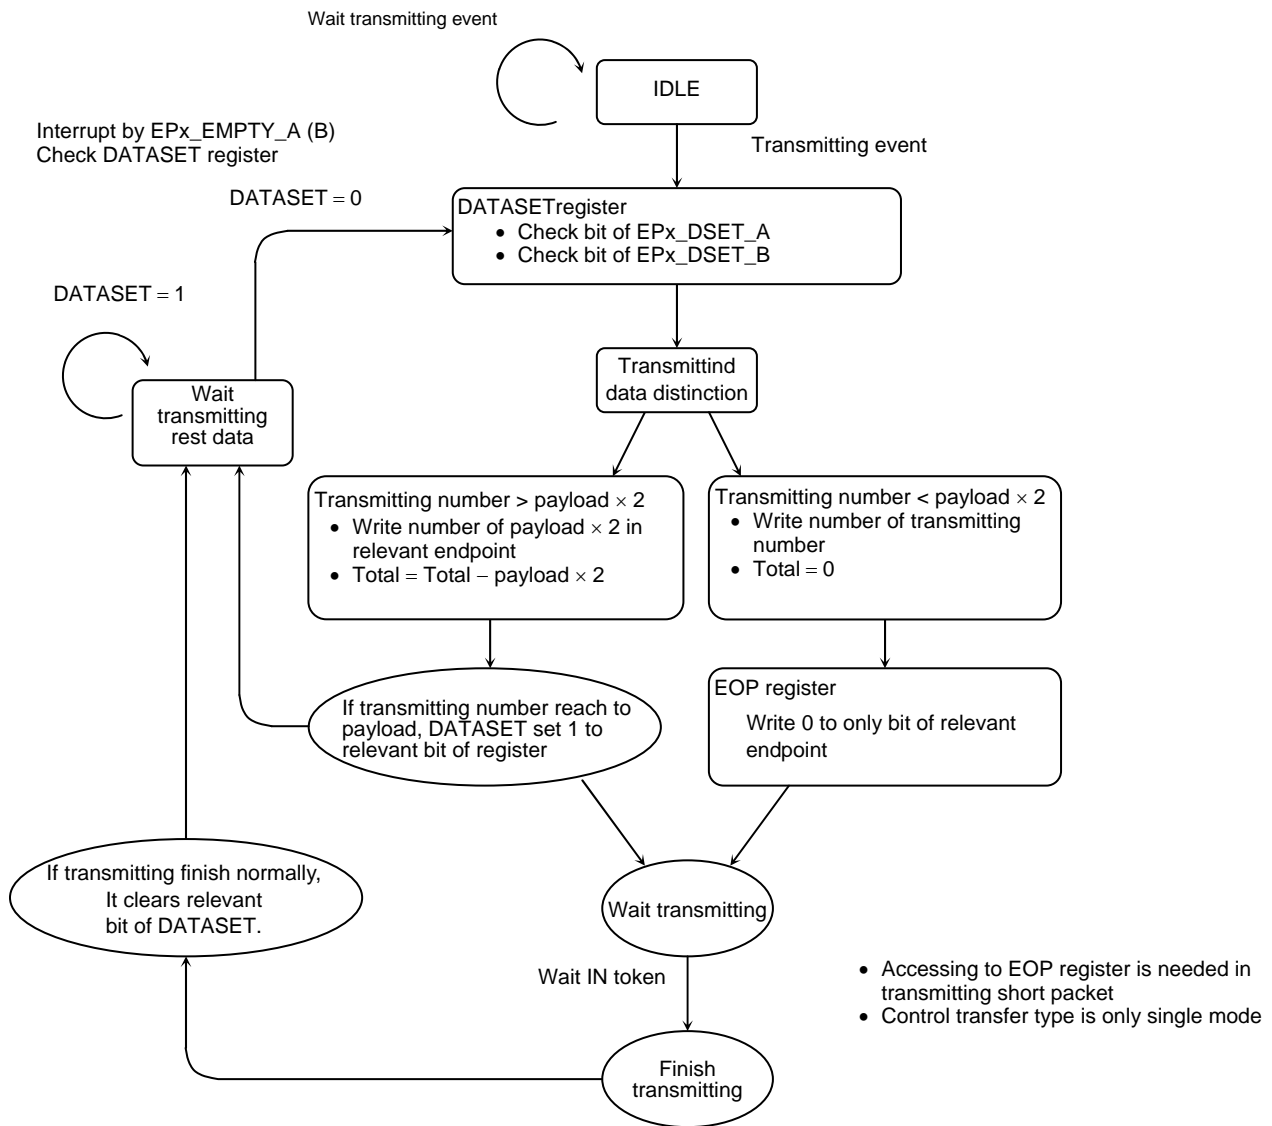 Wait transmitting event
IDLE
Interrupt by EPx_EMPTY_A (B)
Check DATASET register
Transmitting event
DATASET = 0
DATASETregister
• Check bit of EPx_DSET_A
• Check bit of EPx_DSET_B
DATASET = 1
Transmittind
data distinction
Wait
transmitting
rest data
Transmitting number > payload × 2
• Write number of payload × 2 in
relevant endpoint
• Total = Total − payload × 2
Transmitting number < payload × 2
• Write number of transmitting
number
• Total = 0
If transmitting number reach to
payload, DATASET set 1 to
relevant bit of register
EOP register
Write 0 to only bit of relevant
endpoint
If transmitting finish normally,
It clears relevant
bit of DATASET.
Wait transmitting
Wait IN token
• Accessing to EOP register is needed in
transmitting short packet
• Control transfer type is only single mode
Finish
transmitting